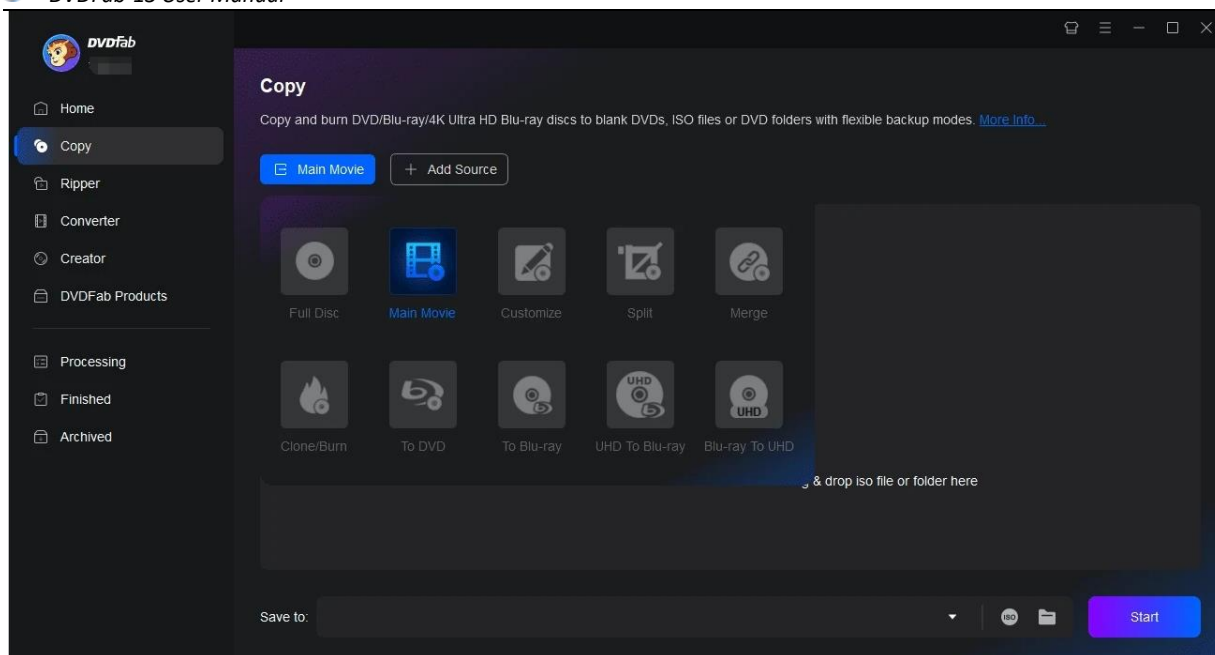 DVDFab 13 User Manual
DVDFab
Home
Copy
Ripper
Converter
Creator
DVDFab Products
Processing
Finished
Archived
Copy
Copy and burn DVD/Blu-ray/4K Ultra HD Blu-ray discs to blank DVDs, ISO files or DVD folders with flexible backup modes. More Info...
Main Movie
+ Add Source
Full Disc Main Movie Customize Split Merge
UHD UHD
Clone/Burn To DVD To Blu-ray UHD To Blu-ray Blu-ray To UHD
& drop iso file or folder here
Save to: ISO Start